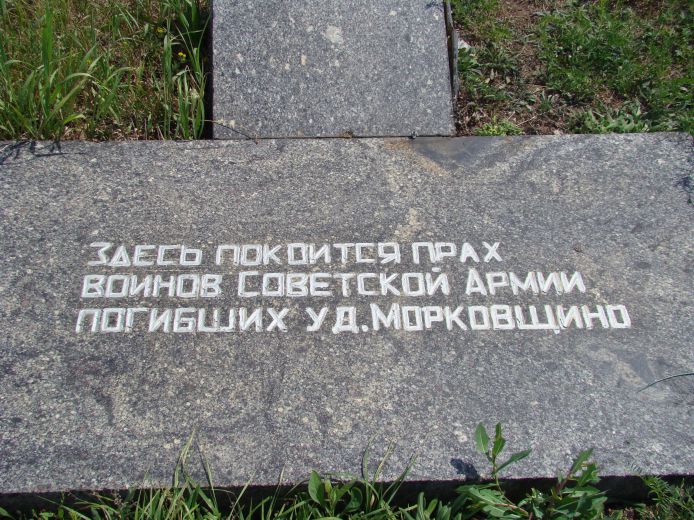 Здесь покоится прах
воинов Советской Армии
погибших у д.Морковщино